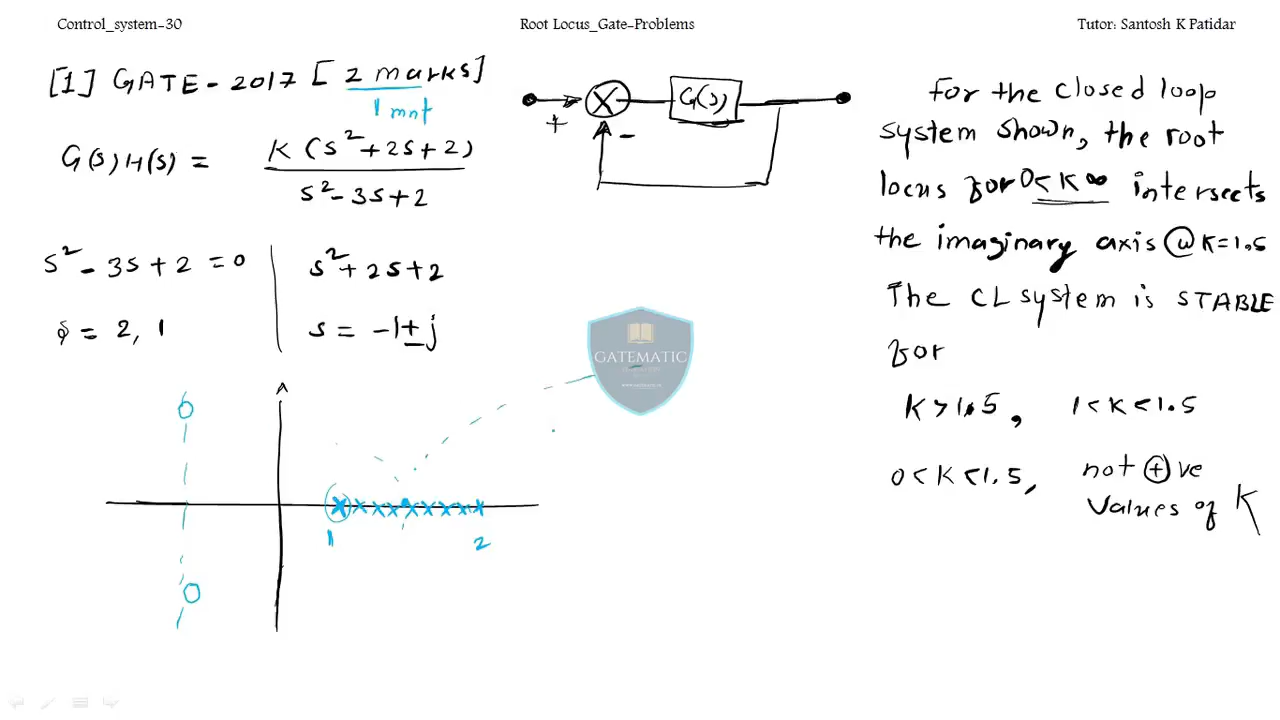 Control_system-30
Root Locus_Gate-Problems
Tutor: Santosh K Patidar
[1] GATE - 2017 [2 marks]
1 mnt
G(s)H(s) = K(s²+2s+2) / s²-3s+2
s² - 3s + 2 = 0
s²+2s+2
s = 2, 1
s = -1±j
1
2
+
G(s)
-
GATEMATIC
For the closed loop
system shown, the root
locus for 0<K∞ intersects
the imaginary axis @ K=1.5
The CL system is STABLE
for
K>1.5, 1<K<1.5
0<K<1.5, not +ve
values of K